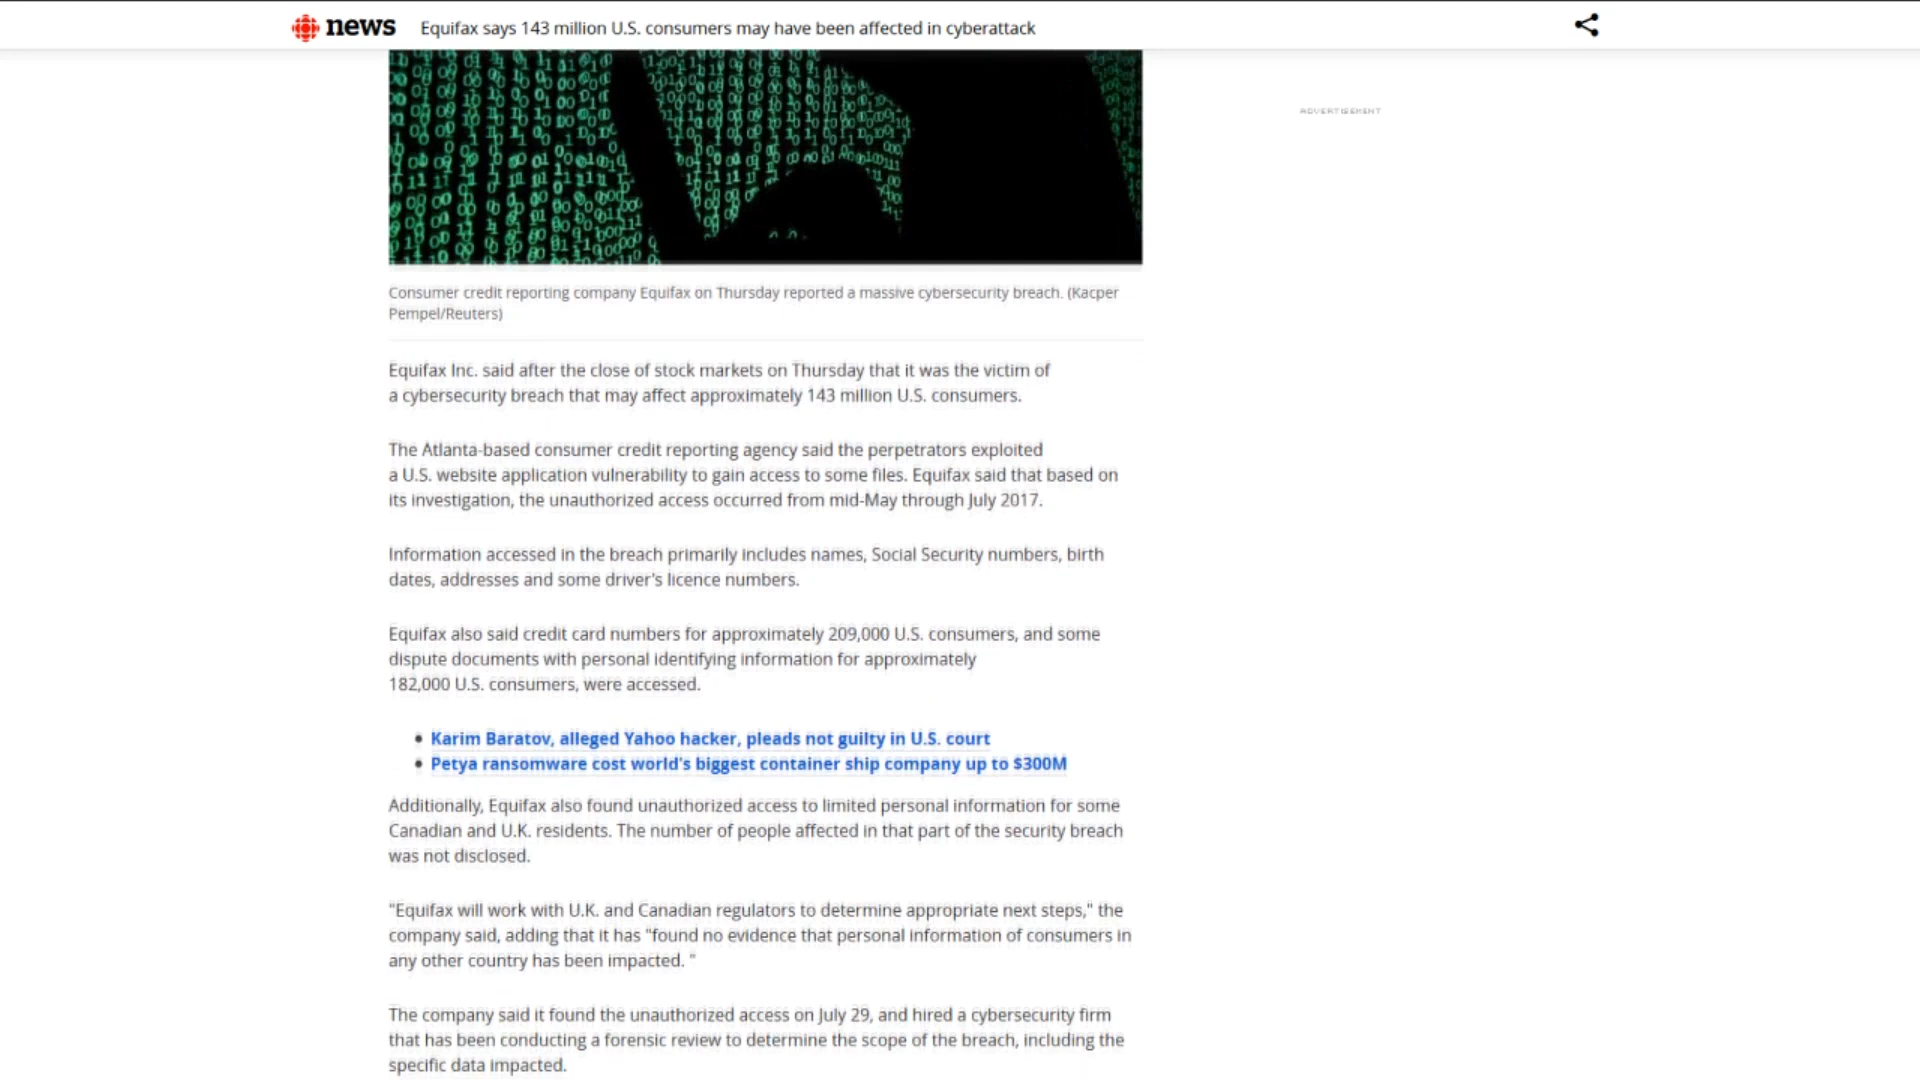 news Equifax says 143 million U.S. consumers may have been affected in cyberattack
ADVERTISEMENT
Consumer credit reporting company Equifax on Thursday reported a massive cybersecurity breach. (Kacper
Pempel/Reuters)
Equifax Inc. said after the close of stock markets on Thursday that it was the victim of
a cybersecurity breach that may affect approximately 143 million U.S. consumers.
The Atlanta-based consumer credit reporting agency said the perpetrators exploited
a U.S. website application vulnerability to gain access to some files. Equifax said that based on
its investigation, the unauthorized access occurred from mid-May through July 2017.
Information accessed in the breach primarily includes names, Social Security numbers, birth
dates, addresses and some driver's licence numbers.
Equifax also said credit card numbers for approximately 209,000 U.S. consumers, and some
dispute documents with personal identifying information for approximately
182,000 U.S. consumers, were accessed.
• Karim Baratov, alleged Yahoo hacker, pleads not guilty in U.S. court
• Petya ransomware cost world's biggest container ship company up to $300M
Additionally, Equifax also found unauthorized access to limited personal information for some
Canadian and U.K. residents. The number of people affected in that part of the security breach
was not disclosed.
"Equifax will work with U.K. and Canadian regulators to determine appropriate next steps," the
company said, adding that it has "found no evidence that personal information of consumers in
any other country has been impacted. "
The company said it found the unauthorized access on July 29, and hired a cybersecurity firm
that has been conducting a forensic review to determine the scope of the breach, including the
specific data impacted.